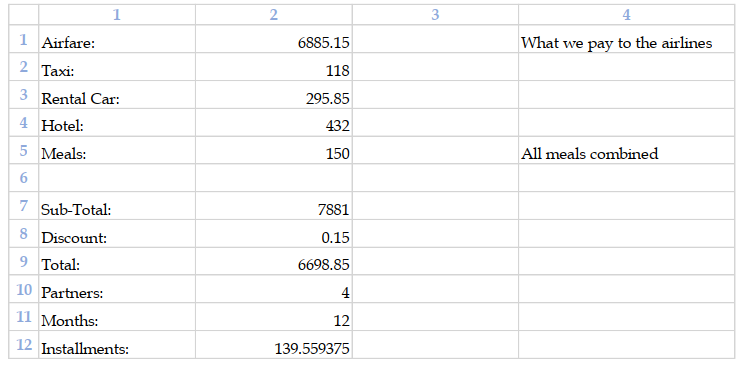 1 2 3 4
1 Airfare: 6885.15 What we pay to the airlines
2 Taxi: 118
3 Rental Car: 295.85
4 Hotel: 432
5 Meals: 150 All meals combined
6
7 Sub-Total: 7881
8 Discount: 0.15
9 Total: 6698.85
10 Partners: 4
11 Months: 12
12 Installments: 139.559375